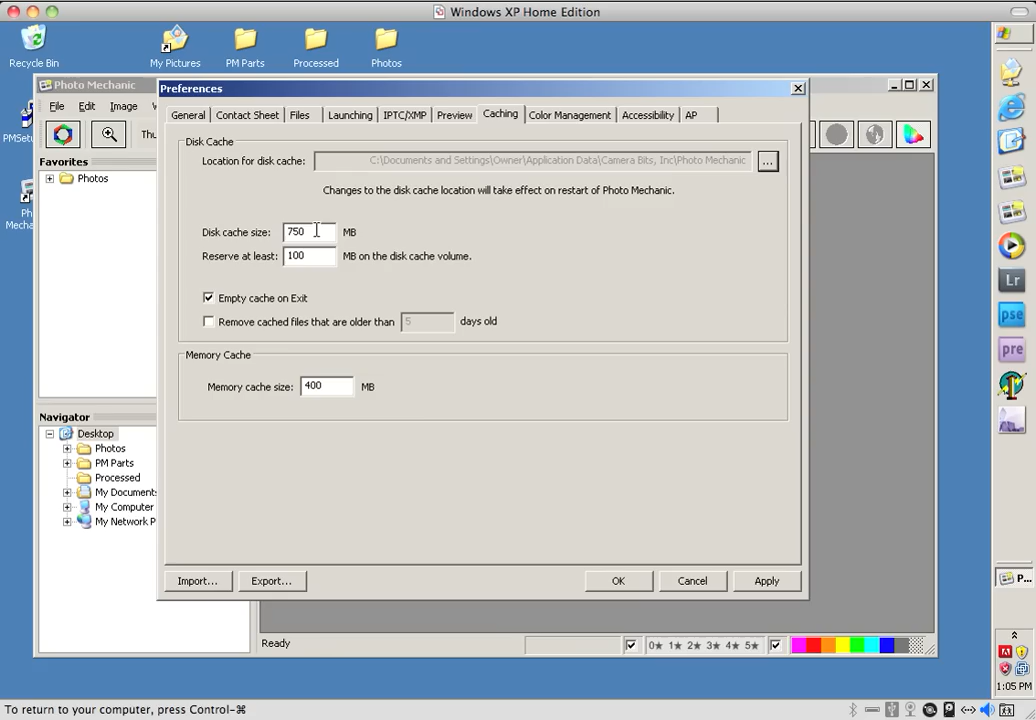 Windows XP Home Edition
Recycle Bin
My Pictures
PM Parts
Processed
Photos
Photo Mechanic
File Edit Image
Thu
Favorites
Photos
PMSet
Ph
Mecha
Preferences
General Contact Sheet Files Launching IPTC/XMP Preview Caching Color Management Accessibility AP
Disk Cache
Location for disk cache: C:\Documents and Settings\Owner\Application Data\Camera Bits, Inc\Photo Mechanic ...
Changes to the disk cache location will take effect on restart of Photo Mechanic.
Disk cache size: 750 MB
Reserve at least: 100 MB on the disk cache volume.
Empty cache on Exit
Remove cached files that are older than 5 days old
Memory Cache
Memory cache size: 400 MB
Import... Export... OK Cancel Apply
Navigator
Desktop
Photos
PM Parts
Processed
My Document
My Computer
My Network P
Ready
0★ 1★ 2★ 3★ 4★ 5★
Lr
pse
pre
P...
1:05 PM
To return to your computer, press Control-⌘